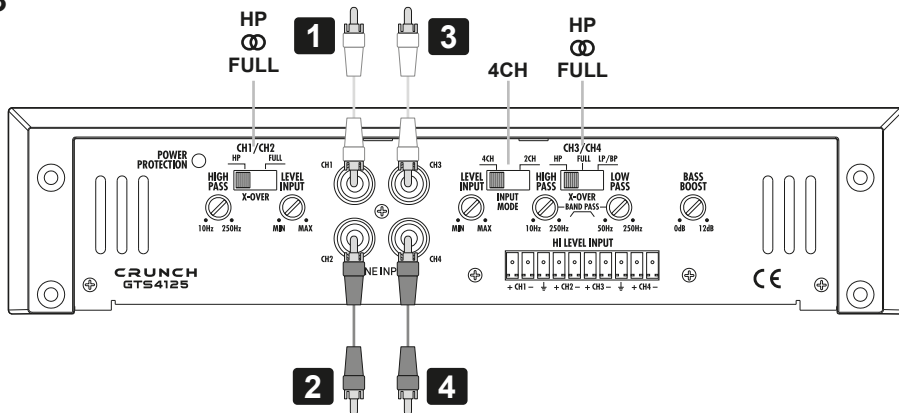 HP
FULL
1
3
4CH
HP
FULL
POWER
PROTECTION
CH1/CH2
HP FULL
X-OVER
HIGH
PASS
10Hz 250Hz
LEVEL
INPUT
MIN MAX
CH1
CH3
CH2
CH4
NE INP
LEVEL
INPUT
MIN MAX
4CH 2CH
INPUT
MODE
CH3/CH4
HP FULL LP/BP
X-OVER
BAND PASS
HIGH
PASS
10Hz 250Hz
LOW
PASS
50Hz 250Hz
BASS
BOOST
0dB 12dB
HI LEVEL INPUT
+ CH1 – + CH2 – + CH3 – + CH4 –
CRUNCH
GTS4125
CE
2
4